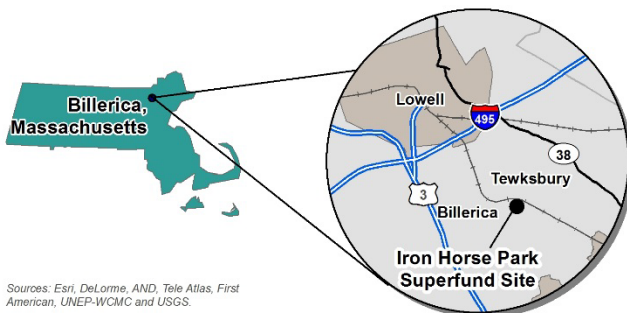 Billerica,
Massachusetts
Lowell
495
38
Tewksbury
3
Billerica
Iron Horse Park
Superfund Site
Sources: Esri, DeLorme, AND, Tele Atlas, First
American, UNEP-WCMC and USGS.